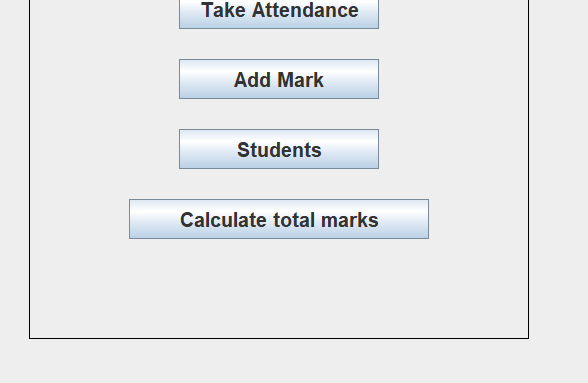 Take Attendance
Add Mark
Students
Calculate total marks